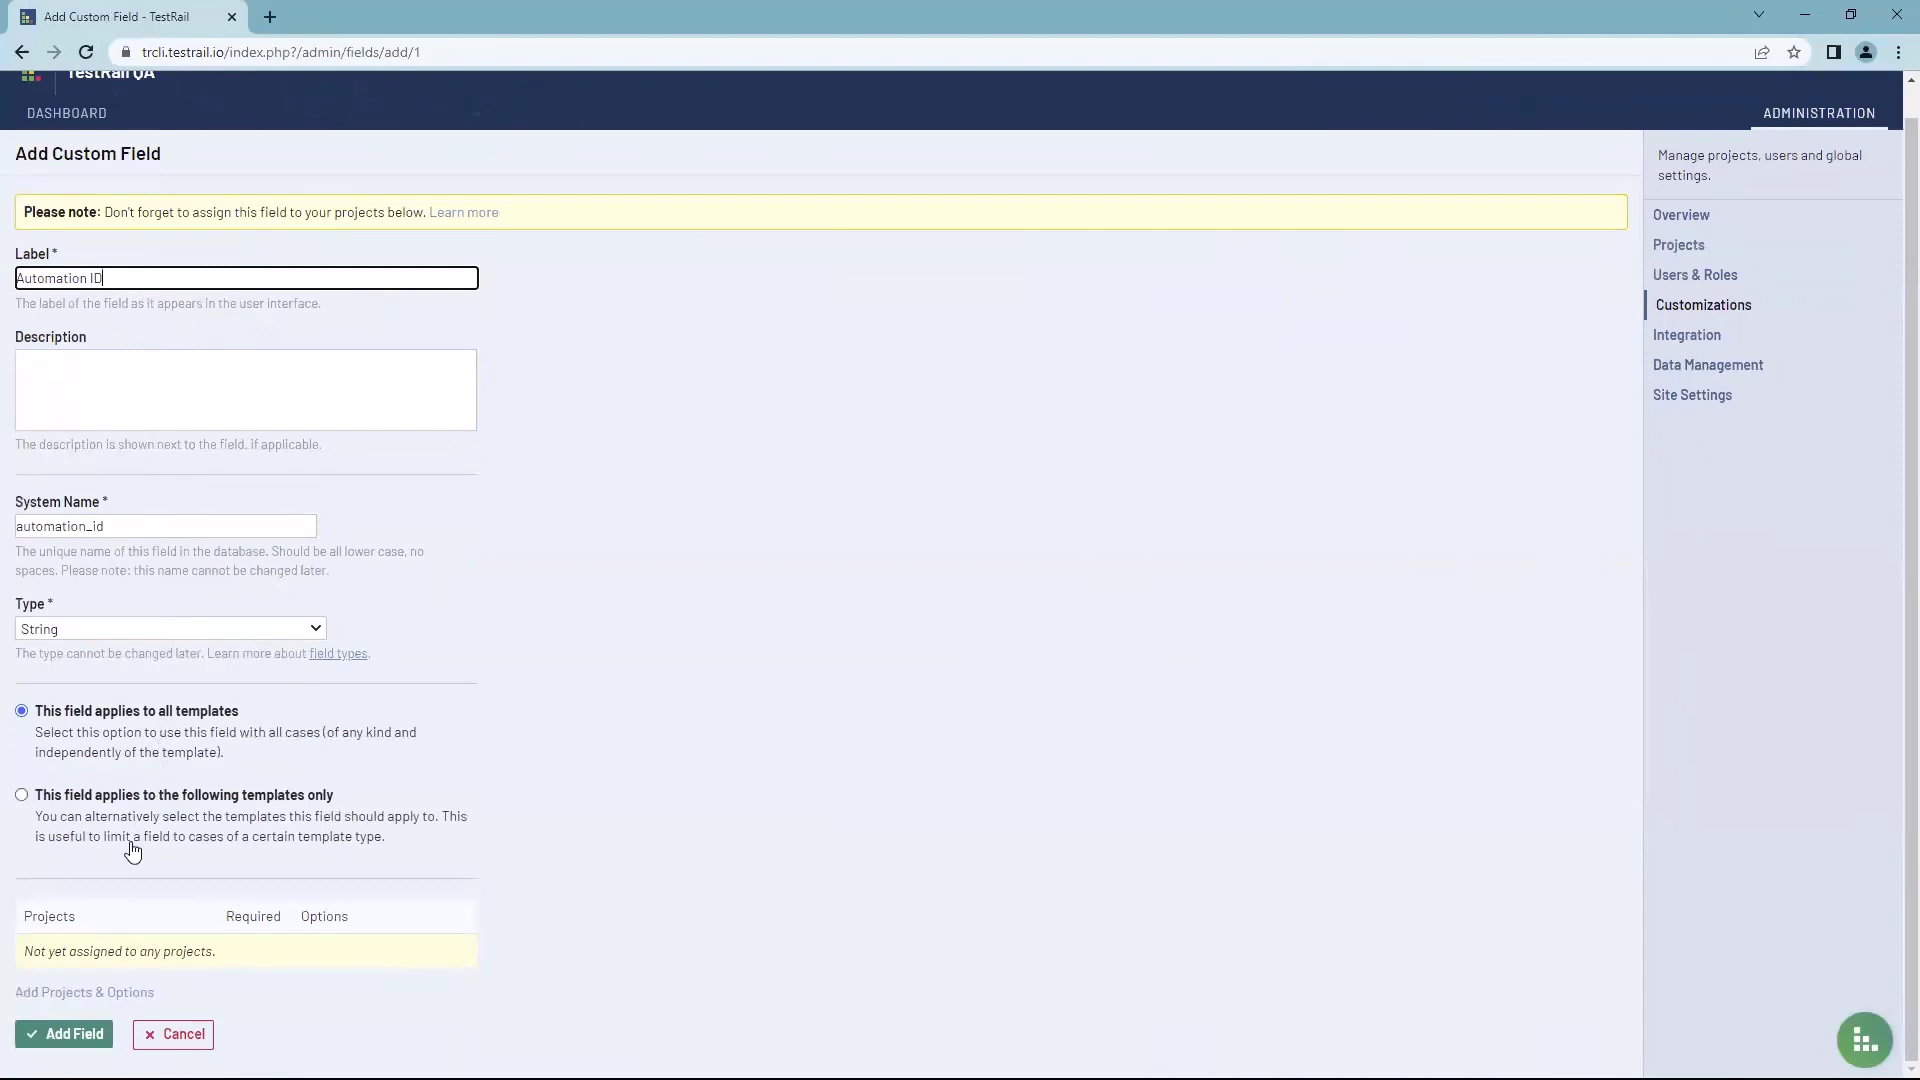 Add Custom Field - TestRail
trcli.testrail.io/index.php?/admin/fields/add/1
TestRail QA
DASHBOARD
ADMINISTRATION
Add Custom Field
Please note: Don't forget to assign this field to your projects below. Learn more
Label *
Automation ID
The label of the field as it appears in the user interface.
Description
The description is shown next to the field, if applicable.
System Name *
automation_id
The unique name of this field in the database. Should be all lower case, no
spaces. Please note: this name cannot be changed later.
Type *
String
The type cannot be changed later. Learn more about field types.
This field applies to all templates
Select this option to use this field with all cases (of any kind and
independently of the template).
This field applies to the following templates only
You can alternatively select the templates this field should apply to. This
is useful to limit a field to cases of a certain template type.
Projects Required Options
Not yet assigned to any projects.
Add Projects & Options
Add Field Cancel
Manage projects, users and global
settings.
Overview
Projects
Users & Roles
Customizations
Integration
Data Management
Site Settings